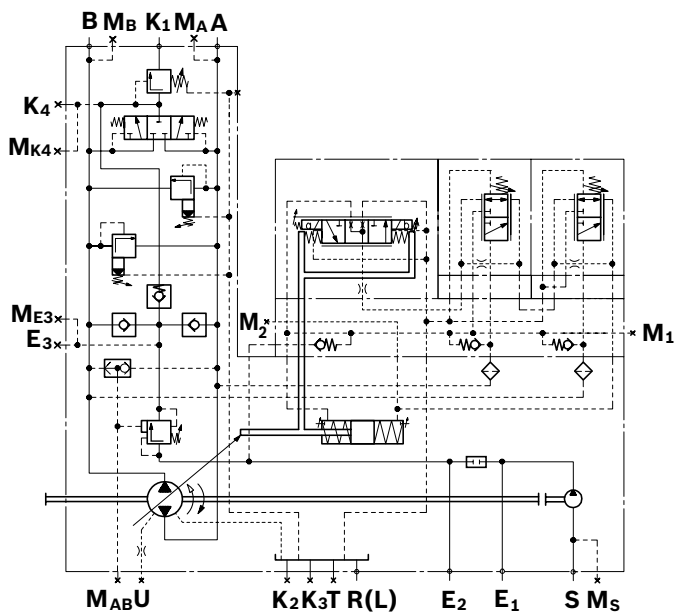 B MB K1 MA A
K4
MK4
a b
ME3
E3
M2
M1
MAB U K2 K3 T R(L) E2 E1 S MS